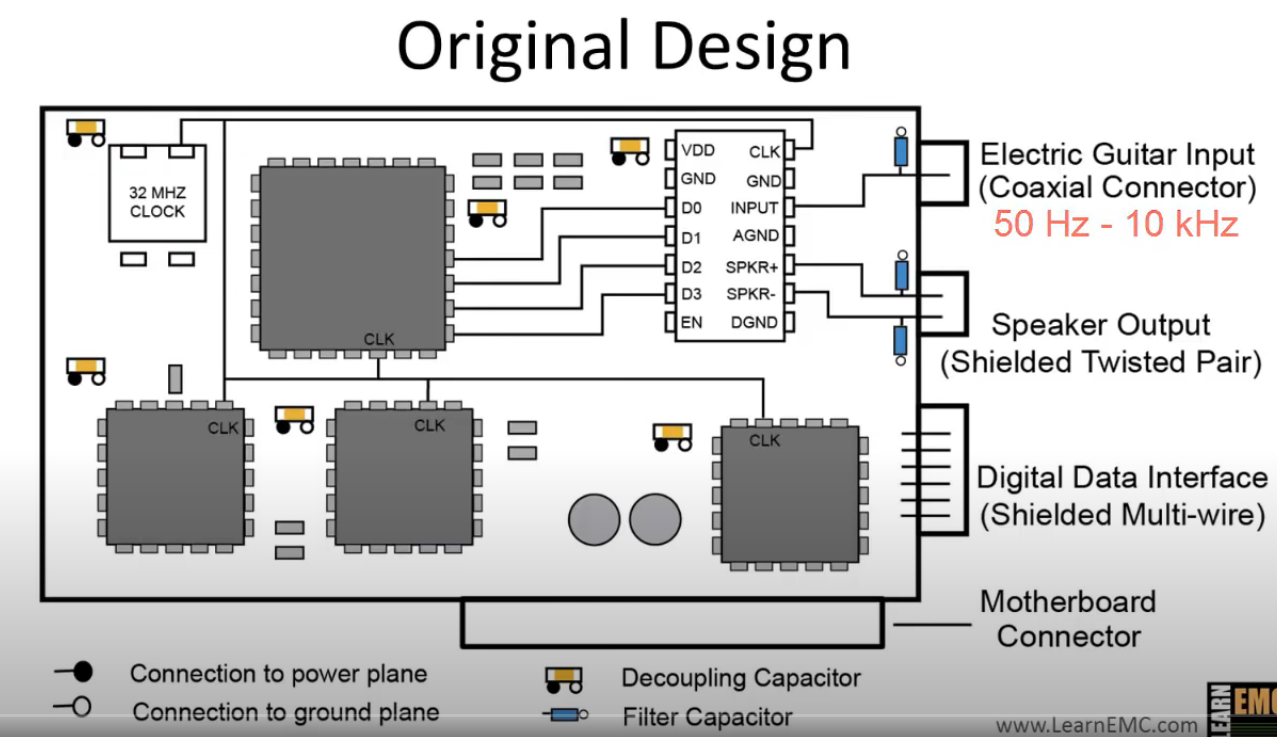 Original Design
32 MHZ
CLOCK
VDD
CLK
GND
GND
D0
INPUT
D1
AGND
D2
SPKR+
D3
SPKR-
EN
DGND
CLK
CLK
CLK
CLK
Electric Guitar Input
(Coaxial Connector)
50 Hz - 10 kHz
Speaker Output
(Shielded Twisted Pair)
Digital Data Interface
(Shielded Multi-wire)
Motherboard
Connector
Connection to power plane
Connection to ground plane
Decoupling Capacitor
Filter Capacitor
www.LearnEMC.com
LEARN
EMC